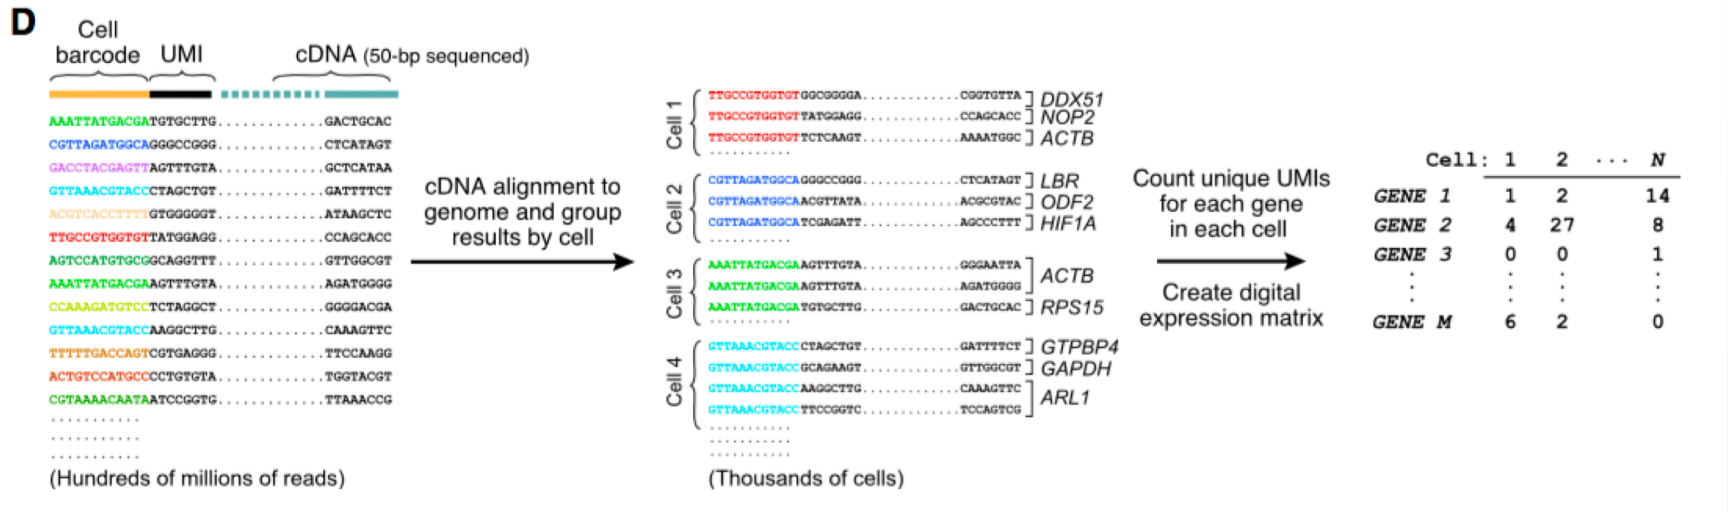 D
Cell
barcode UMI cDNA (50-bp sequenced)
AAATTATGACGATGTGCTTG.............GACTGCAC
CGTTAGATGGCAGGGCCGGG.............CTCATAGT
GACCTACGAGTTAGTTTGTA.............GCTCATAA
GTTAAACGTACCCTAGCTGT.............GATTTTCT
ACGTCACCTTTTGTGGGGGT.............ATAAGCTC
TTGCCGTGGTGTTATGGAGG.............CCAGCACC
AGTCCATGTGCGGCAGGTTT.............GTTGGCGT
AAATTATGACGAAGTTTGTA.............AGATGGGG
CCAAAGATGTCCTCTAGGCT.............GGGGACGA
GTTAAACGTACCAAGGCTTG.............CAAAGTTC
TTTTTGACCAGTCGTGAGGG.............TTCCAAGG
ACTGTCCATGCCCCTGTGTA.............TGGTACGT
CGTAAAACAATAATCCGGTG.............TTAAACCG
...........
...........
...........
(Hundreds of millions of reads)
cDNA alignment to
genome and group
results by cell
Cell 1
TTGCCGTGGTGTGGCGGGGA.............CGGTGTTA DDX51
TTGCCGTGGTGTTATGGAGG.............CCAGCACC NOP2
TTGCCGTGGTGTTCTCAAGT.............AAAATGGC ACTB
...........
Cell 2
CGTTAGATGGCAGGGCCGGG.............CTCATAGT LBR
CGTTAGATGGCAACGTTATA.............ACGCGTAC ODF2
CGTTAGATGGCATCGAGATT.............AGCCCTTT HIF1A
...........
Cell 3
AAATTATGACGAAGTTTGTA.............GGGAATTA ACTB
AAATTATGACGAAGTTTGTA.............AGATGGGG
AAATTATGACGATGTGCTTG.............GACTGCAC RPS15
...........
Cell 4
GTTAAACGTACCCTAGCTGT.............GATTTTCT GTPBP4
GTTAAACGTACCGCAGAAGT.............GTTGGCGT GAPDH
GTTAAACGTACCAAGGCTTG.............CAAAGTTC ARL1
GTTAAACGTACCTTCCGGTC.............TCCAGTCG
...........
...........
...........
(Thousands of cells)
Count unique UMIs
for each gene
in each cell
Create digital
expression matrix
Cell: 1 2 ... N
GENE 1 1 2 14
GENE 2 4 27 8
GENE 3 0 0 1
. . . .
. . . .
. . . .
GENE M 6 2 0